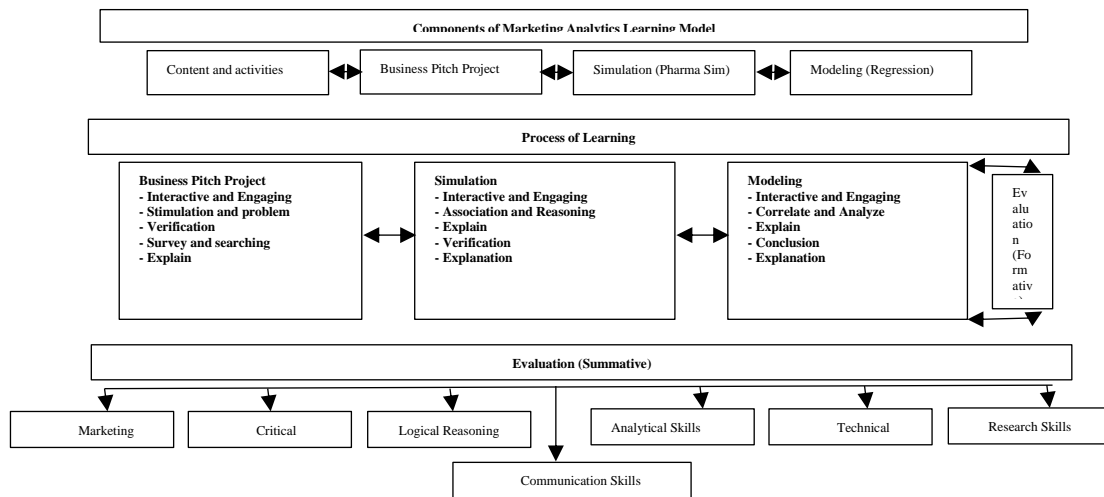 Components of Marketing Analytics Learning Model
Content and activities
Business Pitch Project
Simulation (Pharma Sim)
Modeling (Regression)
Process of Learning
Business Pitch Project
- Interactive and Engaging
- Stimulation and problem
- Verification
- Survey and searching
- Explain
Simulation
- Interactive and Engaging
- Association and Reasoning
- Explain
- Verification
- Explanation
Modeling
- Interactive and Engaging
- Correlate and Analyze
- Explain
- Conclusion
- Explanation
Ev
alu
atio
n
(Fo
rm
ativ
Evaluation (Summative)
Marketing
Critical
Logical Reasoning
Analytical Skills
Technical
Research Skills
Communication Skills